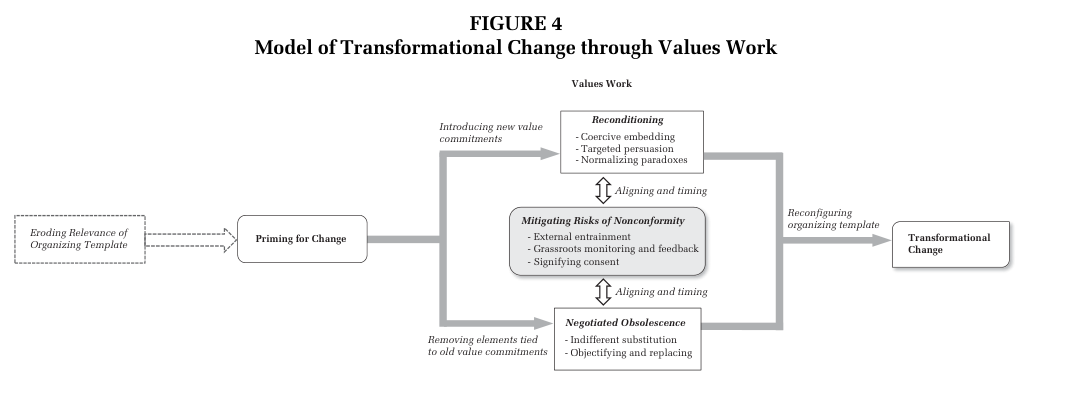 FIGURE 4
Model of Transformational Change through Values Work
Values Work
Introducing new value
commitments
Reconditioning
- Coercive embedding
- Targeted persuasion
- Normalizing paradoxes
Aligning and timing
Eroding Relevance of
Organizing Template
Priming for Change
Mitigating Risks of Nonconformity
- External entrainment
- Grassroots monitoring and feedback
- Signifying consent
Reconfiguring
organizing template
Transformational
Change
Aligning and timing
Removing elements tied
to old value commitments
Negotiated Obsolescence
- Indifferent substitution
- Objectifying and replacing